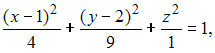 (x−1)²/4 + (y−2)²/9 + z²/1 = 1,